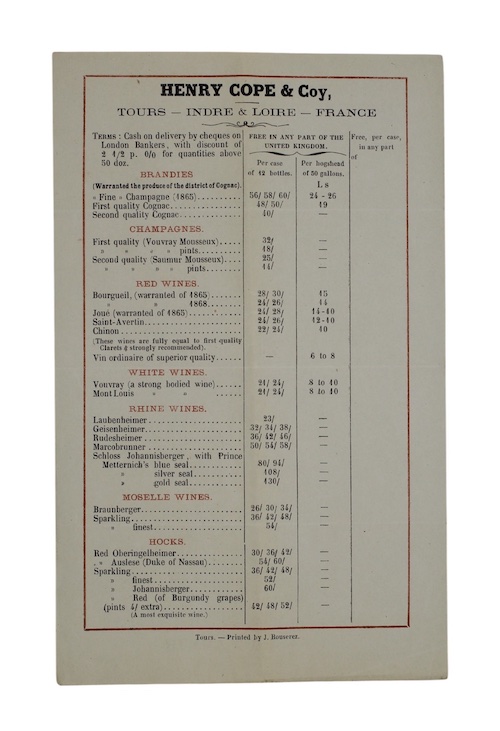 HENRY COPE & Coy,
TOURS — INDRE & LOIRE — FRANCE
TERMS : Cash on delivery by cheques on
London Bankers, with discount of
2 1/2 p. 0/0 for quantities above
50 doz.
FREE IN ANY PART OF THE
UNITED KINGDOM.
Free, per case,
in any part
of
Per case
of 12 bottles.
Per hogshead
of 50 gallons.
BRANDIES
(Warranted the produce of the district of Cognac). L s
» Fine » Champagne (1865).......... 56/ 58/ 60/ 24 - 26
First quality Cognac............... 48/ 50/ 19
Second quality Cognac............. 40/ —
CHAMPAGNES.
First quality (Vouvray Mousseux)..... 32/ —
» » » » pints......... 18/ —
Second quality (Saumur Mousseux).... 25/ —
» » » » pints....... 14/ —
RED WINES.
Bourgueil, (warranted of 1865)....... 28/ 30/ 15
» » 1868........ 24/ 26/ 14
Joué (warranted of 1865)............ 24/ 28/ 14-10
Saint-Avertin...................... 24/ 26/ 12-10
Chinon........................... 22/ 24/ 10
(These wines are fully equal to first quality
Clarets & strongly recommended).
Vin ordinaire of superior quality...... — 6 to 8
WHITE WINES.
Vouvray (a strong bodied wine)...... 21/ 24/ 8 to 10
Mont Louis » » ...... 21/ 24/ 8 to 10
RHINE WINES.
Laubenheimer..................... 23/ —
Geisenheimer...................... 32/ 34/ 38/ —
Rudesheimer...................... 36/ 42/ 46/ —
Marcobrunner..................... 50/ 54/ 58/ —
Schloss Johannisberger, with Prince
Metternich's blue seal............ 80/ 94/ —
» silver seal........... 108/ —
» gold seal............ 130/ —
MOSELLE WINES.
Braunberger....................... 26/ 30/ 34/ —
Sparkling......................... 36/ 42/ 48/ —
» finest.................... 54/ —
HOCKS.
Red Oberingelheimer............... 30/ 36/ 42/ —
» Auslese (Duke of Nassau)....... 54/ 60/ —
Sparkling......................... 36/ 42/ 48/ —
» finest.................... 52/ —
» Johannisberger............ 60/ —
» Red (of Burgundy grapes)
(pints 4/ extra)................. 42/ 48/ 52/ —
(A most exquisite wine.)
Tours. — Printed by J. Bouserez.